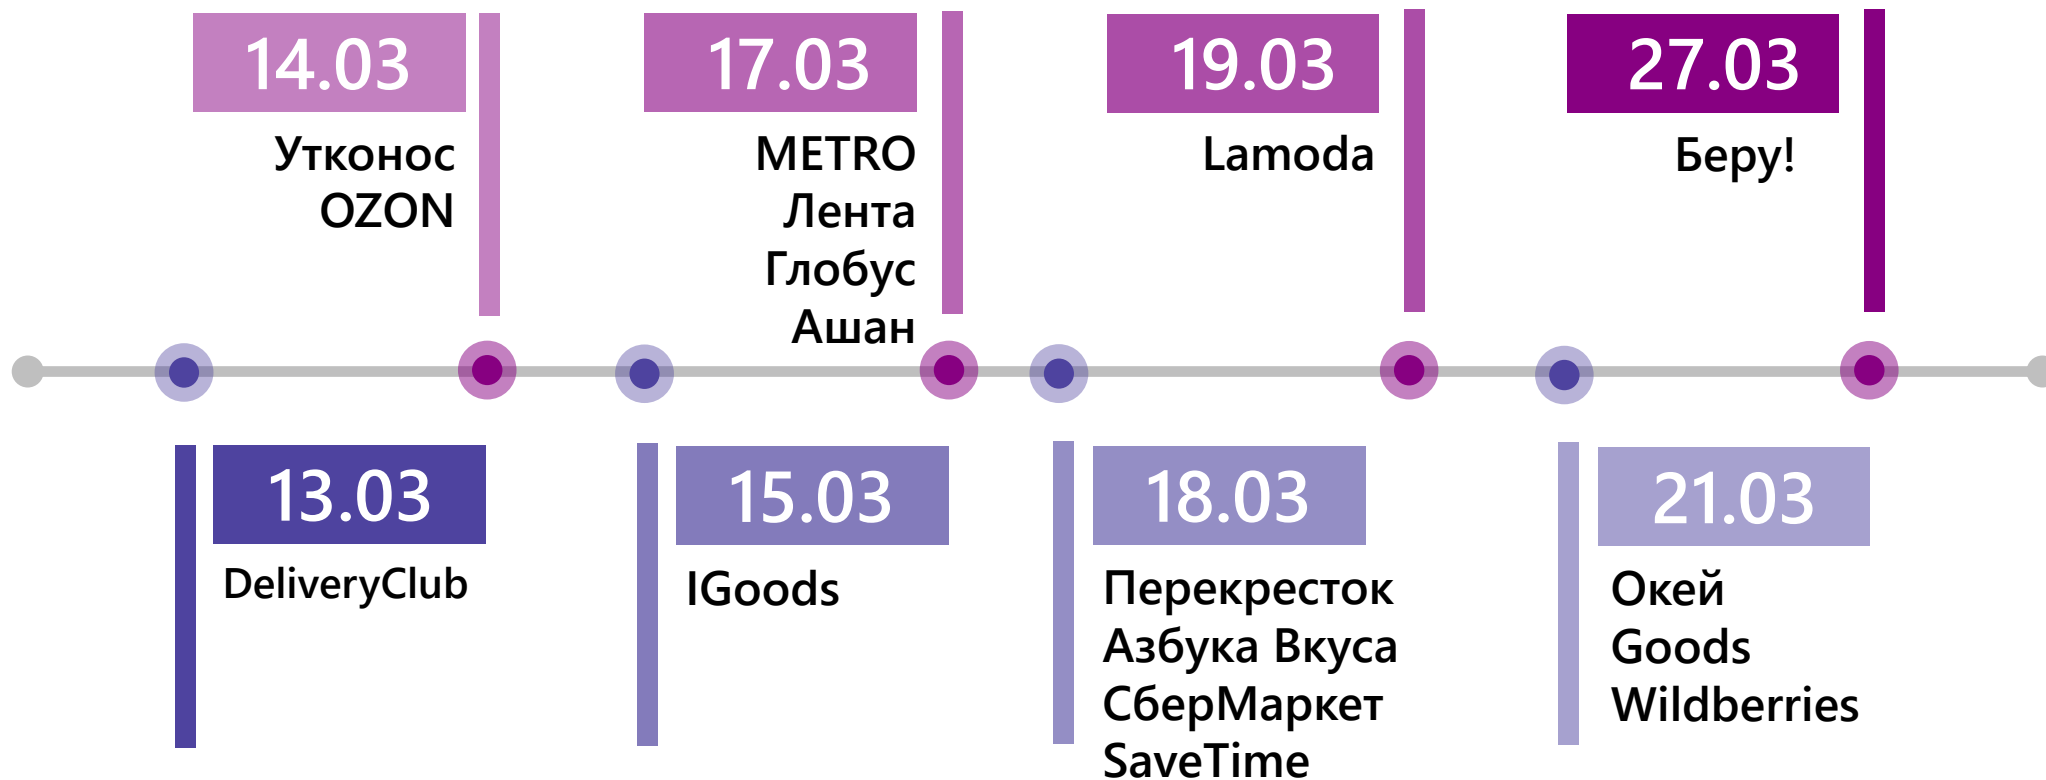 14.03
Утконос
OZON
17.03
METRO
Лента
Глобус
Ашан
19.03
Lamoda
27.03
Беру!
13.03
DeliveryClub
15.03
IGoods
18.03
Перекресток
Азбука Вкуса
СберМаркет
SaveTime
21.03
Окей
Goods
Wildberries